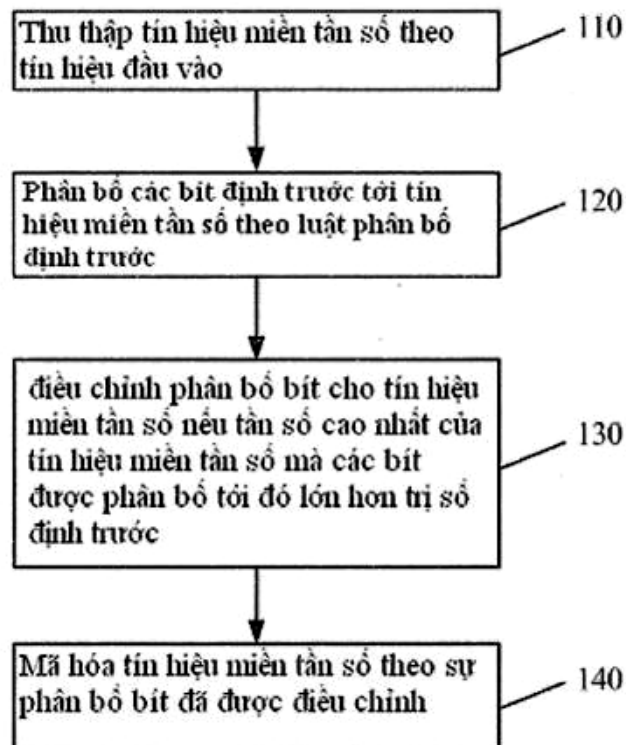 Thu thập tín hiệu miền tần số theo
tín hiệu đầu vào
110
Phân bổ các bít định trước tới tín
hiệu miền tần số theo luật phân bổ
định trước
120
điều chỉnh phân bổ bít cho tín hiệu
miền tần số nếu tần số cao nhất của
tín hiệu miền tần số mà các bít
được phân bổ tới đó lớn hơn trị số
định trước
130
Mã hóa tín hiệu miền tần số theo sự
phân bổ bít đã được điều chỉnh
140